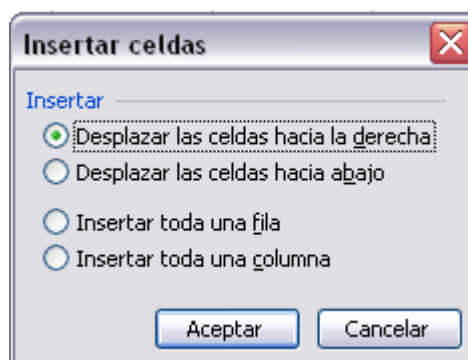 Insertar celdas
Insertar
Desplazar las celdas hacia la derecha
Desplazar las celdas hacia abajo
Insertar toda una fila
Insertar toda una columna
Aceptar Cancelar